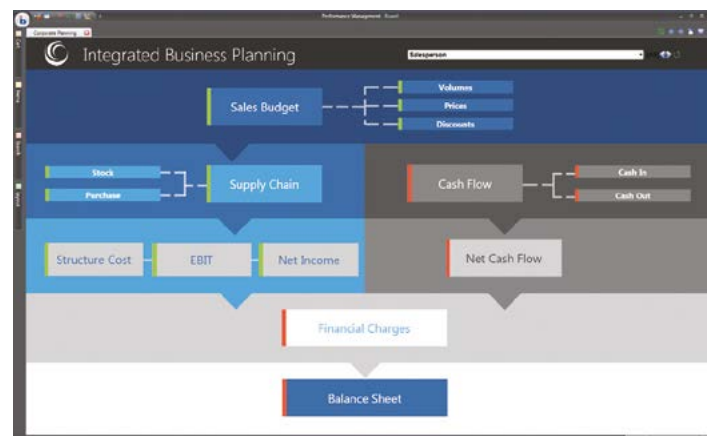 Performance Management Board
Corporate Planning
Integrated Business Planning
Salesperson
Sales Budget
Volumes
Prices
Discounts
Stock
Purchase
Supply Chain
Cash Flow
Cash In
Cash Out
Structure Cost
EBIT
Net Income
Net Cash Flow
Financial Charges
Balance Sheet